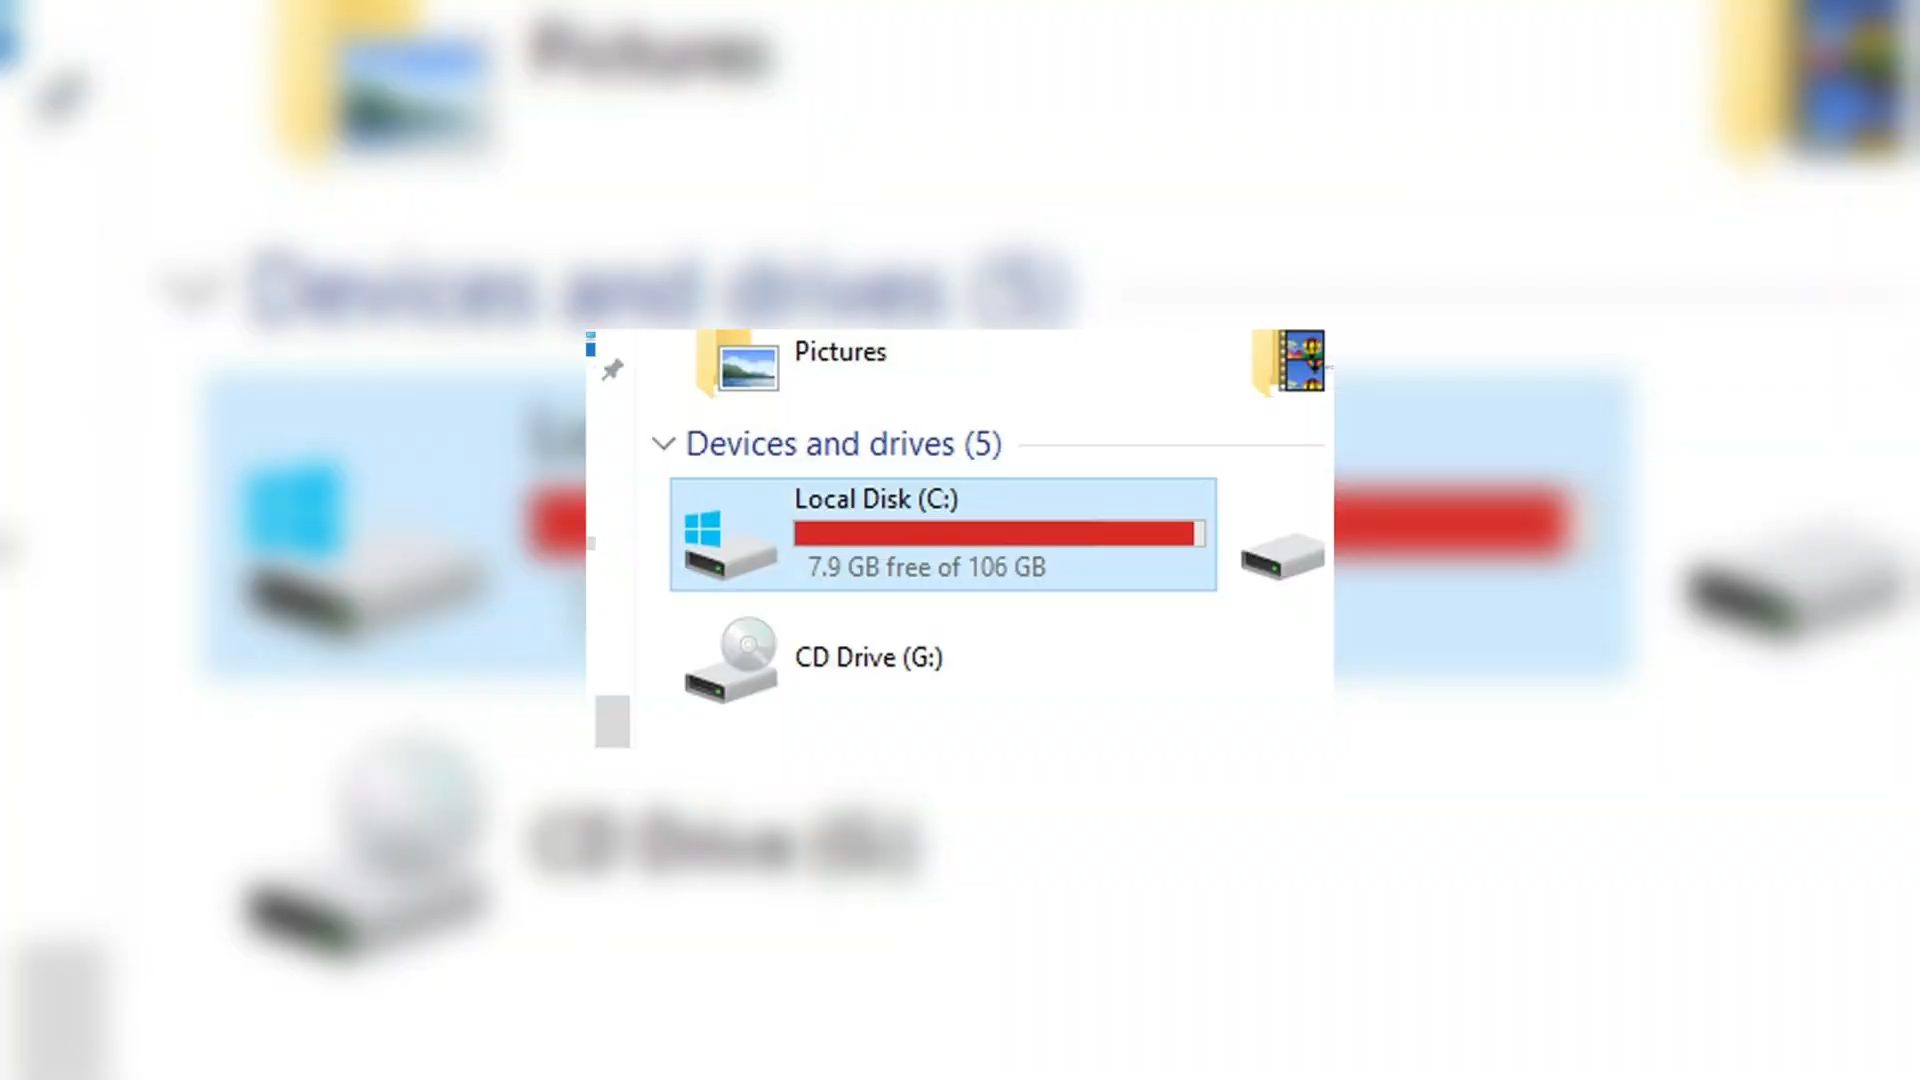 Pictures
Devices and drives (5)
Local Disk (C:)
7.9 GB free of 106 GB
CD Drive (G:)